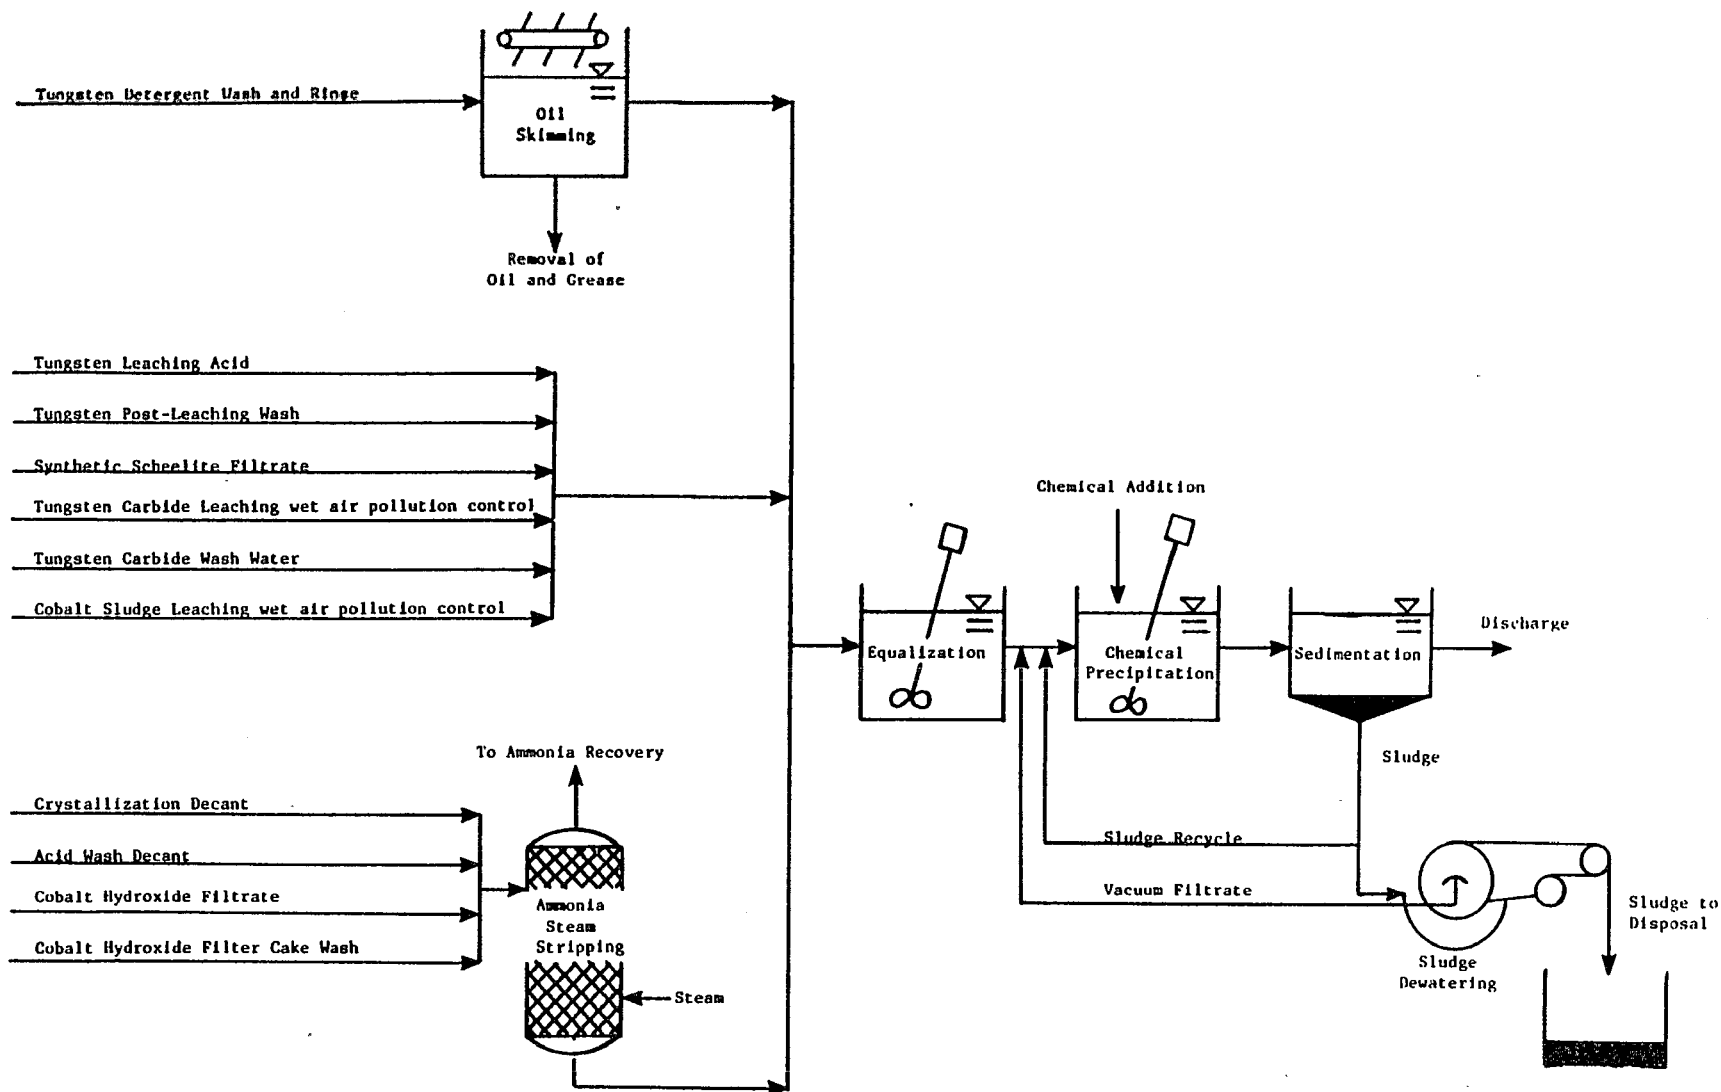 Tungsten Detergent Wash and Rinse
Oil
Skimming
Removal of
Oil and Grease
Tungsten Leaching Acid
Tungsten Post-Leaching Wash
Synthetic Scheelite Filtrate
Tungsten Carbide Leaching wet air pollution control
Tungsten Carbide Wash Water
Cobalt Sludge Leaching wet air pollution control
Chemical Addition
Equalization
Chemical
Precipitation
Sedimentation
Discharge
Sludge
To Ammonia Recovery
Crystallization Decant
Acid Wash Decant
Cobalt Hydroxide Filtrate
Cobalt Hydroxide Filter Cake Wash
Ammonia
Steam
Stripping
Steam
Sludge Recycle
Vacuum Filtrate
Sludge
Dewatering
Sludge to
Disposal